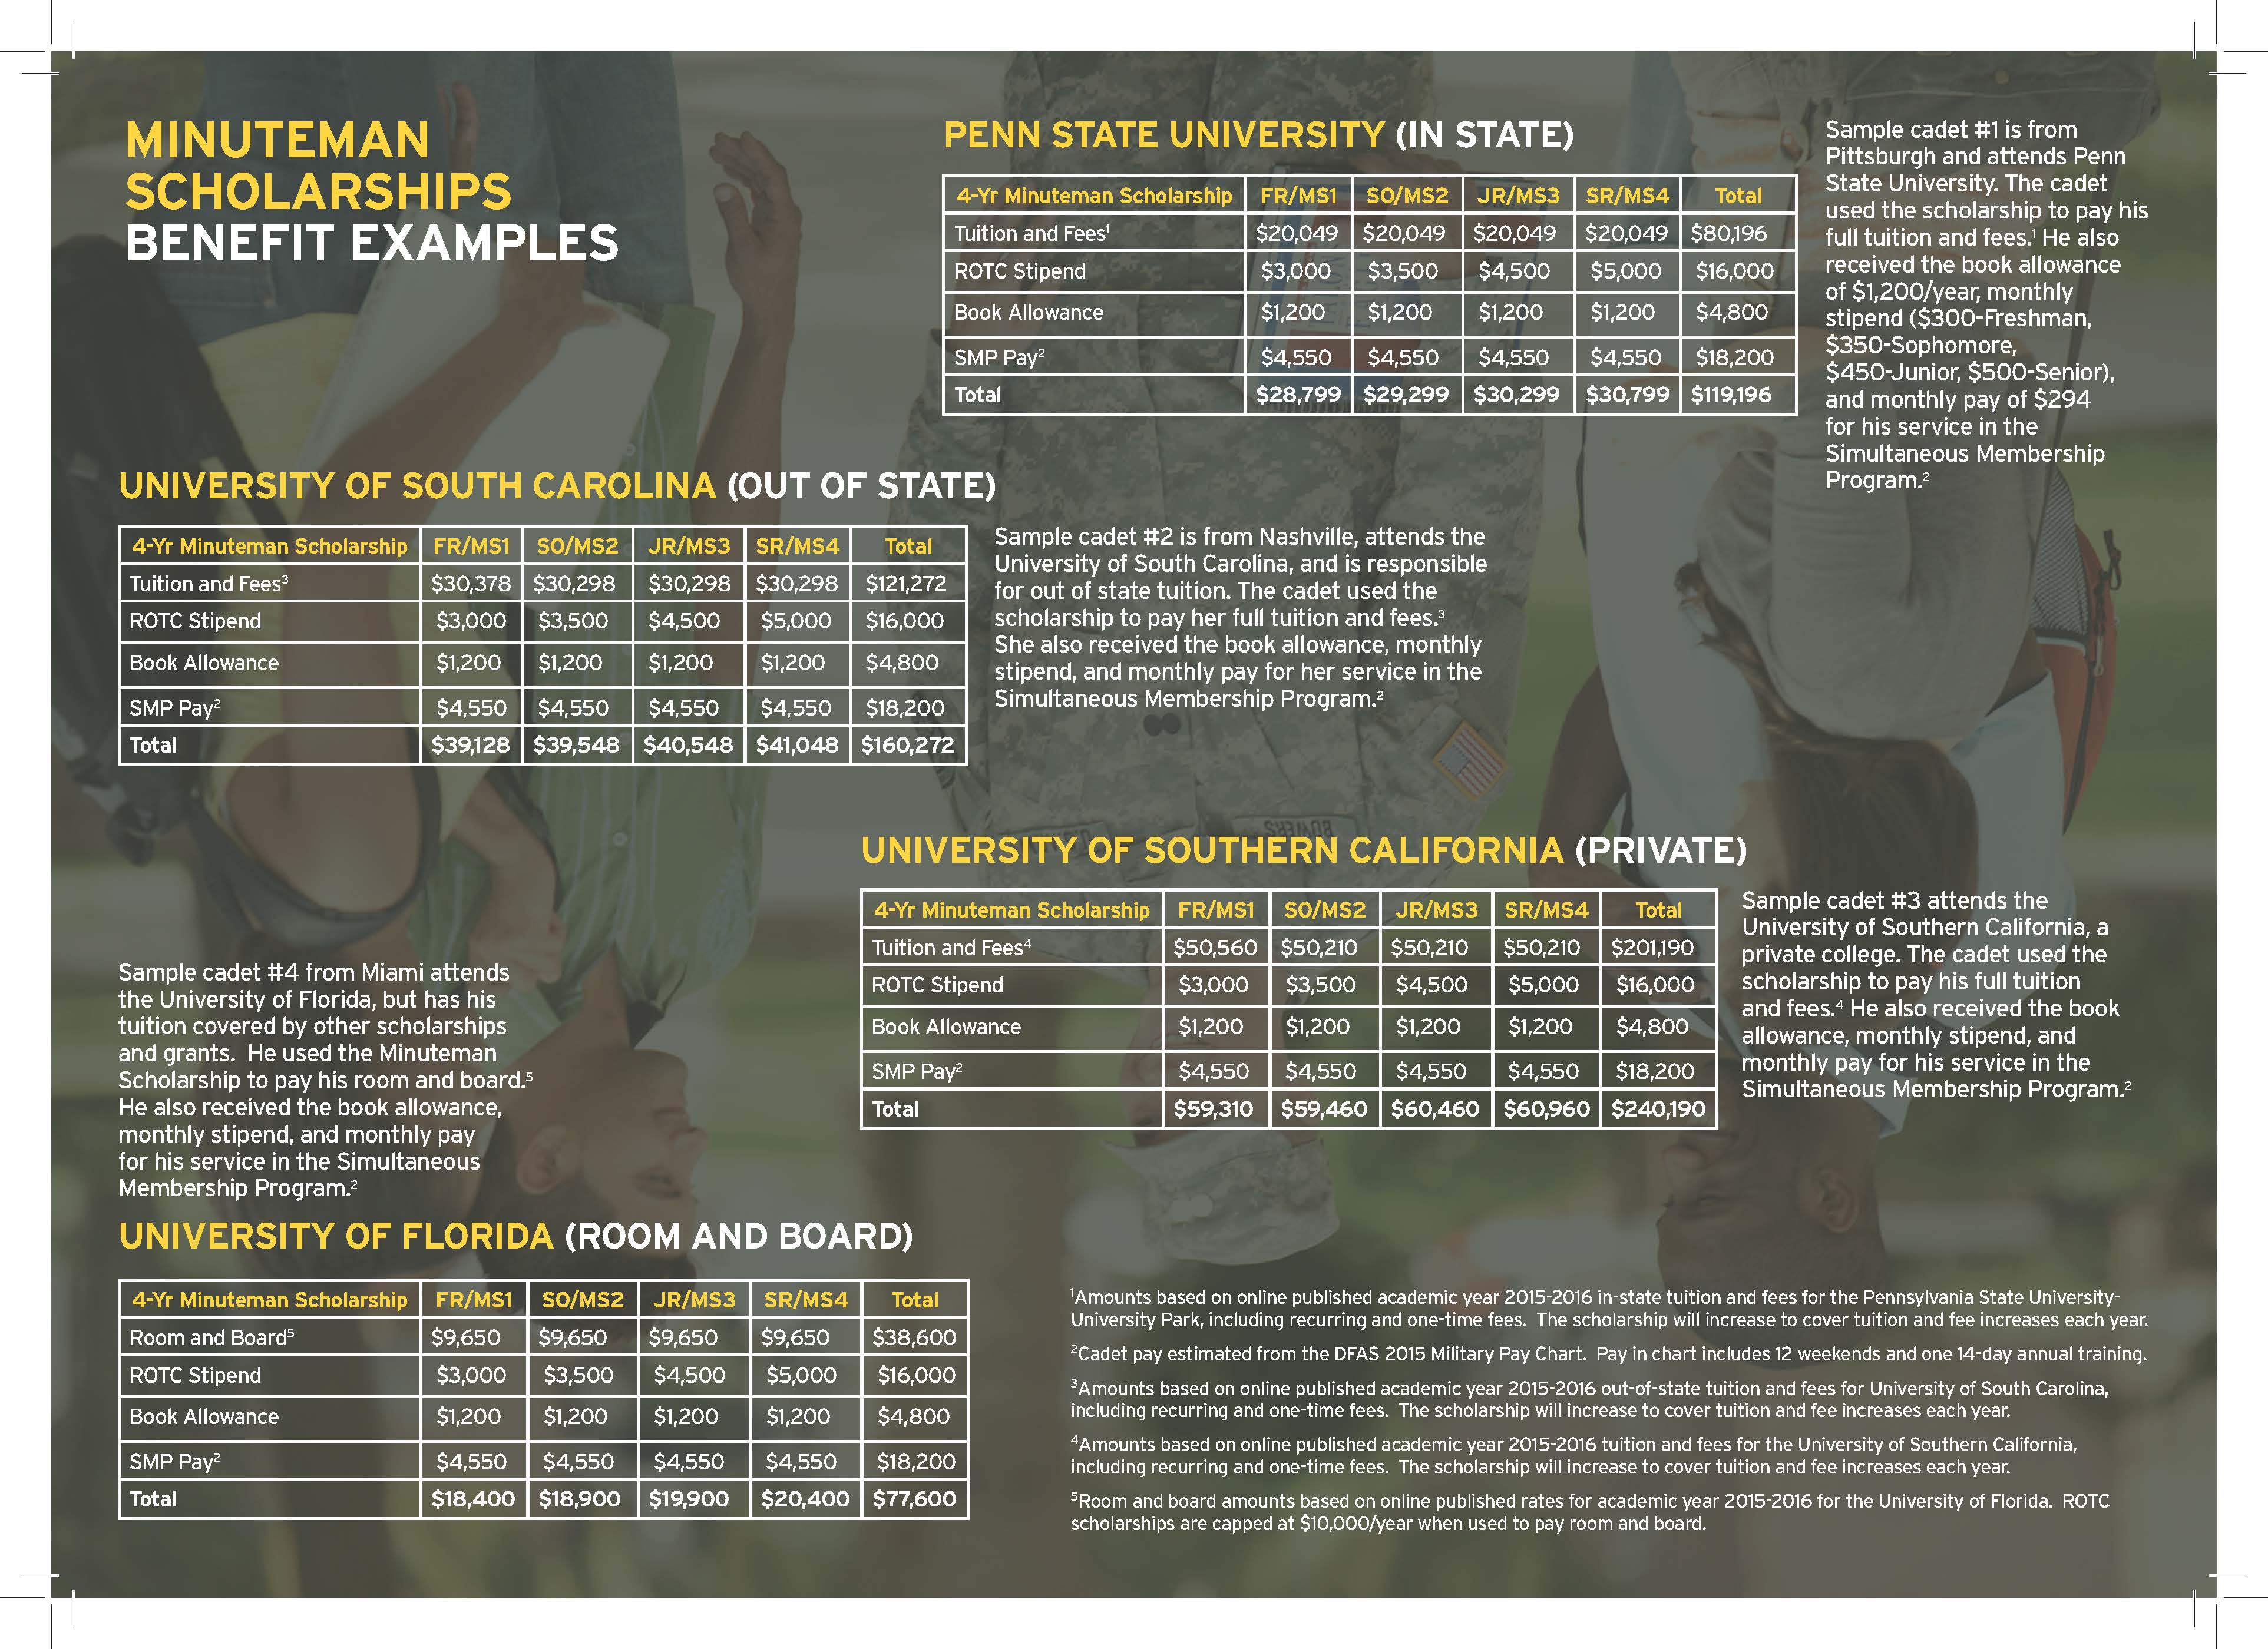 MINUTEMAN
SCHOLARSHIPS
BENEFIT EXAMPLES
PENN STATE UNIVERSITY (IN STATE)
4-Yr Minuteman Scholarship FR/MS1 SO/MS2 JR/MS3 SR/MS4 Total
Tuition and Fees¹ $20,049 $20,049 $20,049 $20,049 $80,196
ROTC Stipend $3,000 $3,500 $4,500 $5,000 $16,000
Book Allowance $1,200 $1,200 $1,200 $1,200 $4,800
SMP Pay² $4,550 $4,550 $4,550 $4,550 $18,200
Total $28,799 $29,299 $30,299 $30,799 $119,196
Sample cadet #1 is from
Pittsburgh and attends Penn
State University. The cadet
used the scholarship to pay his
full tuition and fees.¹ He also
received the book allowance
of $1,200/year, monthly
stipend ($300-Freshman,
$350-Sophomore,
$450-Junior, $500-Senior),
and monthly pay of $294
for his service in the
Simultaneous Membership
Program.²
UNIVERSITY OF SOUTH CAROLINA (OUT OF STATE)
4-Yr Minuteman Scholarship FR/MS1 SO/MS2 JR/MS3 SR/MS4 Total
Tuition and Fees³ $30,378 $30,298 $30,298 $30,298 $121,272
ROTC Stipend $3,000 $3,500 $4,500 $5,000 $16,000
Book Allowance $1,200 $1,200 $1,200 $1,200 $4,800
SMP Pay² $4,550 $4,550 $4,550 $4,550 $18,200
Total $39,128 $39,548 $40,548 $41,048 $160,272
Sample cadet #2 is from Nashville, attends the
University of South Carolina, and is responsible
for out of state tuition. The cadet used the
scholarship to pay her full tuition and fees.³
She also received the book allowance, monthly
stipend, and monthly pay for her service in the
Simultaneous Membership Program.²
BOWERS
UNIVERSITY OF SOUTHERN CALIFORNIA (PRIVATE)
4-Yr Minuteman Scholarship FR/MS1 SO/MS2 JR/MS3 SR/MS4 Total
Tuition and Fees⁴ $50,560 $50,210 $50,210 $50,210 $201,190
ROTC Stipend $3,000 $3,500 $4,500 $5,000 $16,000
Book Allowance $1,200 $1,200 $1,200 $1,200 $4,800
SMP Pay² $4,550 $4,550 $4,550 $4,550 $18,200
Total $59,310 $59,460 $60,460 $60,960 $240,190
Sample cadet #3 attends the
University of Southern California, a
private college. The cadet used the
scholarship to pay his full tuition
and fees.⁴ He also received the book
allowance, monthly stipend, and
monthly pay for his service in the
Simultaneous Membership Program.²
Sample cadet #4 from Miami attends
the University of Florida, but has his
tuition covered by other scholarships
and grants. He used the Minuteman
Scholarship to pay his room and board.⁵
He also received the book allowance,
monthly stipend, and monthly pay
for his service in the Simultaneous
Membership Program.²
UNIVERSITY OF FLORIDA (ROOM AND BOARD)
4-Yr Minuteman Scholarship FR/MS1 SO/MS2 JR/MS3 SR/MS4 Total
Room and Board⁵ $9,650 $9,650 $9,650 $9,650 $38,600
ROTC Stipend $3,000 $3,500 $4,500 $5,000 $16,000
Book Allowance $1,200 $1,200 $1,200 $1,200 $4,800
SMP Pay² $4,550 $4,550 $4,550 $4,550 $18,200
Total $18,400 $18,900 $19,900 $20,400 $77,600
¹Amounts based on online published academic year 2015-2016 in-state tuition and fees for the Pennsylvania State University-
University Park, including recurring and one-time fees. The scholarship will increase to cover tuition and fee increases each year.
²Cadet pay estimated from the DFAS 2015 Military Pay Chart. Pay in chart includes 12 weekends and one 14-day annual training.
³Amounts based on online published academic year 2015-2016 out-of-state tuition and fees for University of South Carolina,
including recurring and one-time fees. The scholarship will increase to cover tuition and fee increases each year.
⁴Amounts based on online published academic year 2015-2016 tuition and fees for the University of Southern California,
including recurring and one-time fees. The scholarship will increase to cover tuition and fee increases each year.
⁵Room and board amounts based on online published rates for academic year 2015-2016 for the University of Florida. ROTC
scholarships are capped at $10,000/year when used to pay room and board.